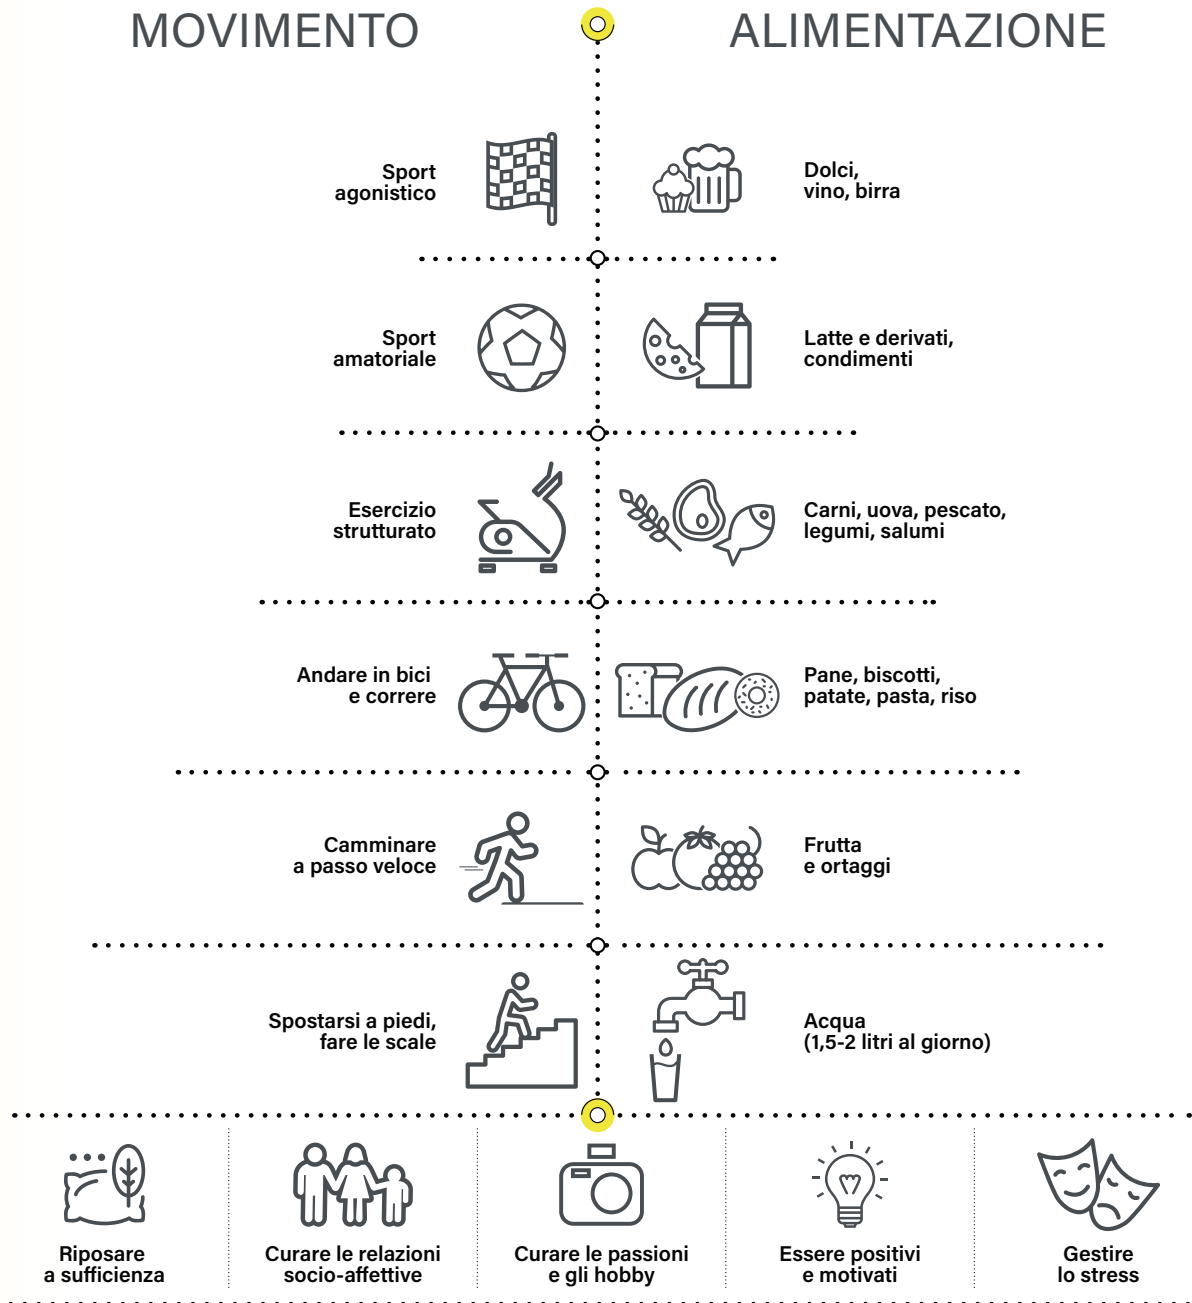 MOVIMENTO
ALIMENTAZIONE
Sport
agonistico
Dolci,
vino, birra
Sport
amatoriale
Latte e derivati,
condimenti
Esercizio
strutturato
Carni, uova, pescato,
legumi, salumi
Andare in bici
e correre
Pane, biscotti,
patate, pasta, riso
Camminare
a passo veloce
Frutta
e ortaggi
Spostarsi a piedi,
fare le scale
Acqua
(1,5-2 litri al giorno)
Riposare
a sufficienza
Curare le relazioni
socio-affettive
Curare le passioni
e gli hobby
Essere positivi
e motivati
Gestire
lo stress